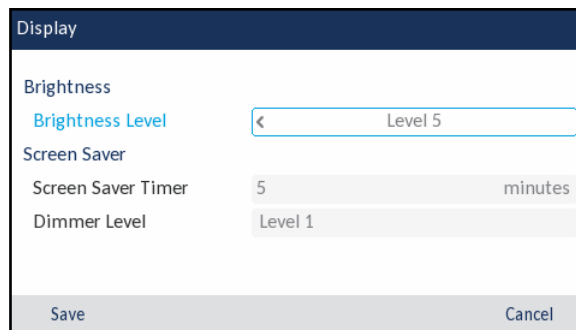 Display
Brightness
Brightness Level < Level 5
Screen Saver
Screen Saver Timer 5 minutes
Dimmer Level Level 1
Save Cancel